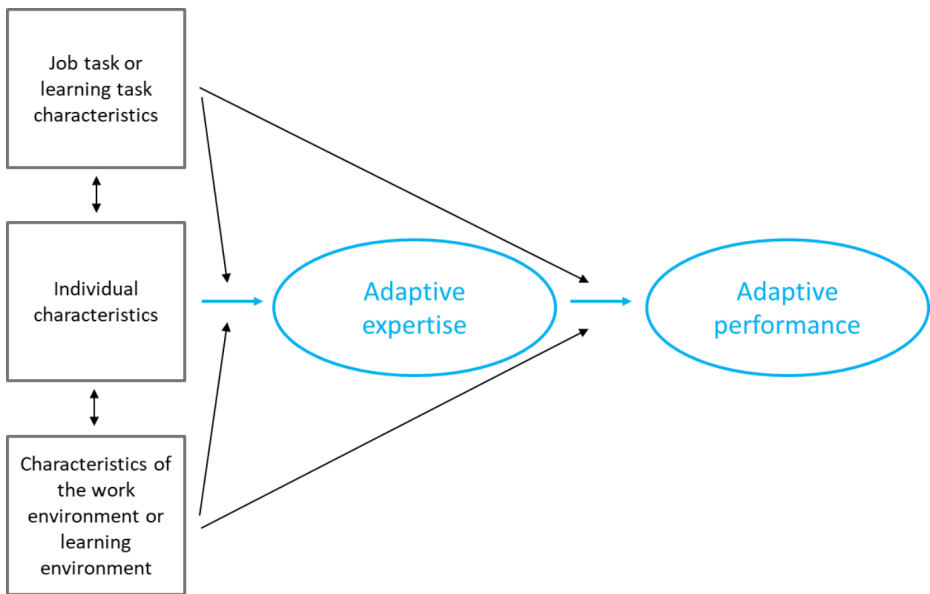 Job task or
learning task
characteristics
Individual
characteristics
Characteristics of
the work
environment or
learning
environment
Adaptive
expertise
Adaptive
performance